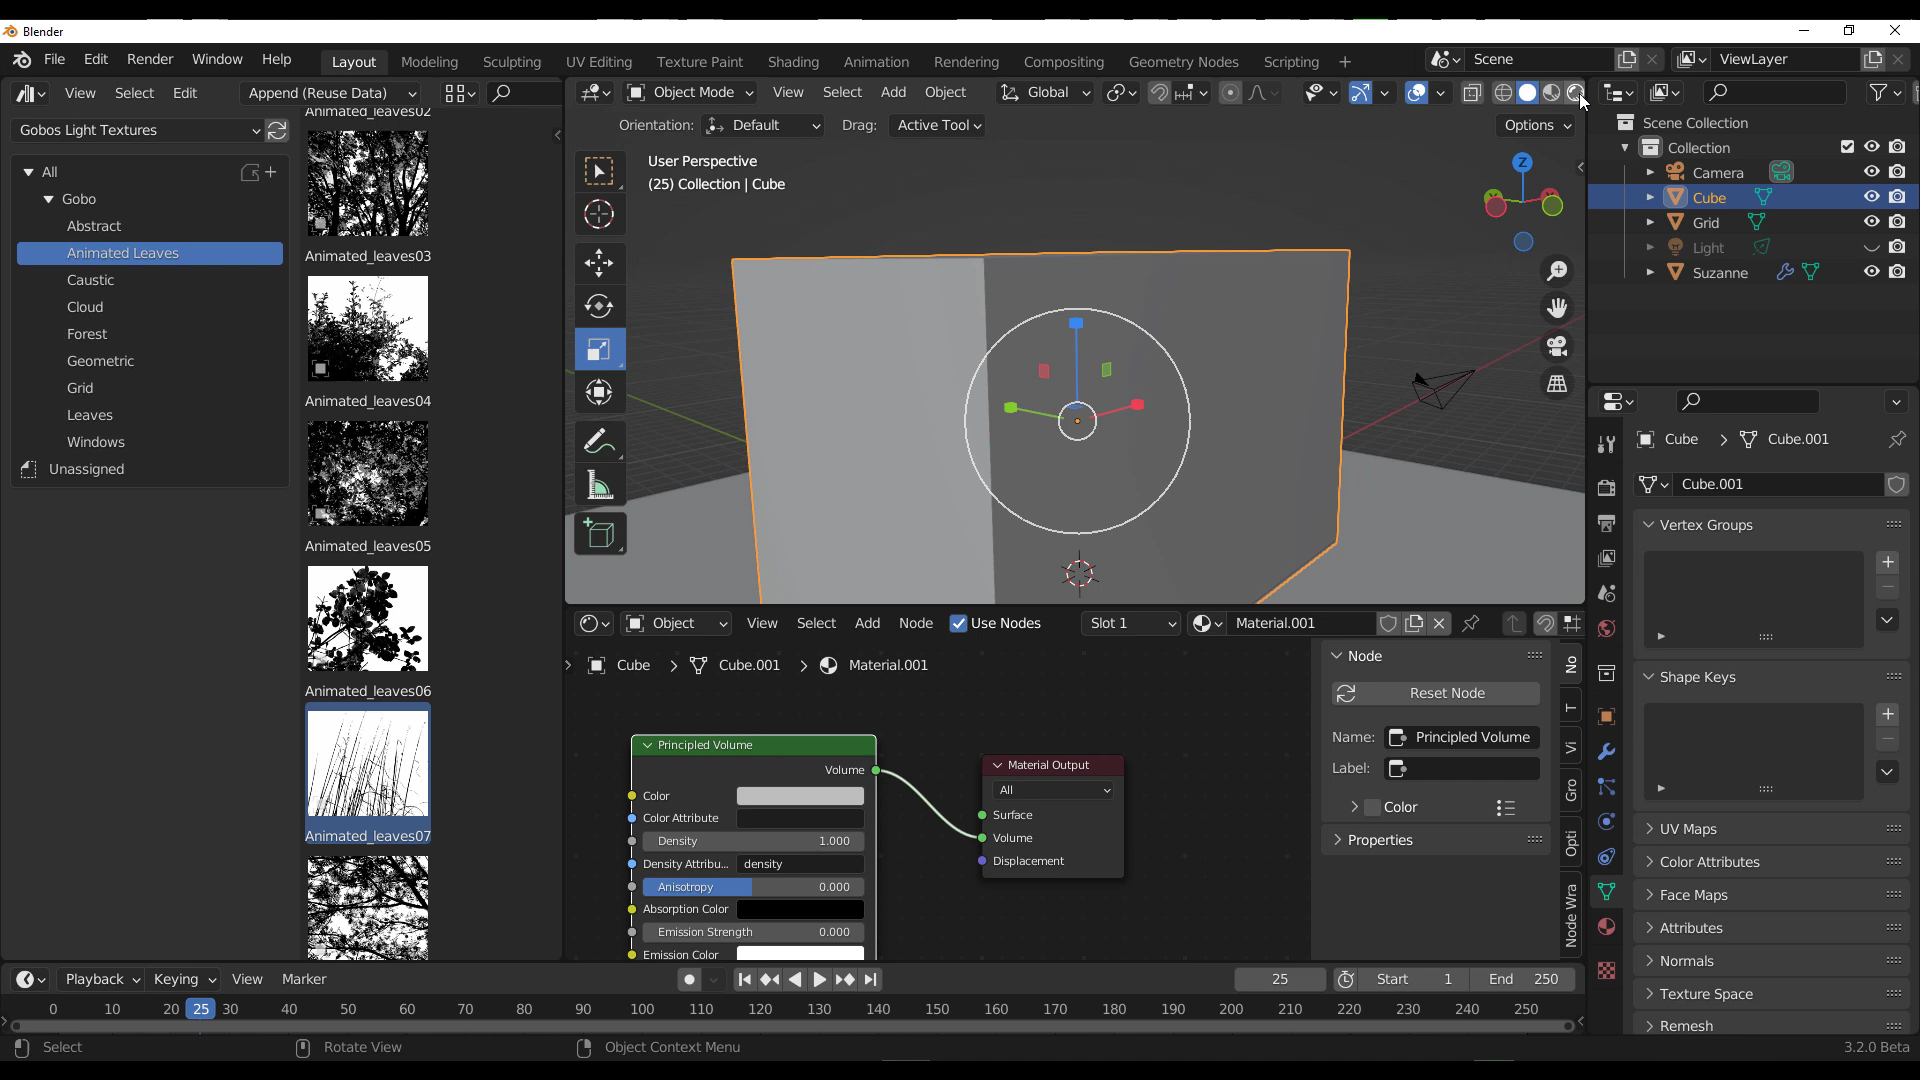 Blender
File Edit Render Window Help Layout Modeling Sculpting UV Editing Texture Paint Shading Animation Rendering Compositing Geometry Nodes Scripting + Scene ViewLayer
View Select Edit Append (Reuse Data)
Gobos Light Textures
All
Gobo
Abstract
Animated Leaves
Caustic
Cloud
Forest
Geometric
Grid
Leaves
Windows
Unassigned
Animated_leaves02
Animated_leaves03
Animated_leaves04
Animated_leaves05
Animated_leaves06
Animated_leaves07
Object Mode View Select Add Object Global
Orientation: Default Drag: Active Tool Options
User Perspective
(25) Collection | Cube
Z
Object View Select Add Node Use Nodes Slot 1 Material.001
Cube > Cube.001 > Material.001
Principled Volume
Volume
Color
Color Attribute
Density 1.000
Density Attribu... density
Anisotropy 0.000
Absorption Color
Emission Strength 0.000
Emission Color
Material Output
All
Surface
Volume
Displacement
Node
Reset Node
Name: Principled Volume
Label:
Color
Properties
No
T
Vi
Gro
Opti
Node Wra
Scene Collection
Collection
Camera
Cube
Grid
Light
Suzanne
Cube > Cube.001
Cube.001
Vertex Groups
Shape Keys
UV Maps
Color Attributes
Face Maps
Attributes
Normals
Texture Space
Remesh
Playback Keying View Marker 25 Start 1 End 250
0 10 20 25 30 40 50 60 70 80 90 100 110 120 130 140 150 160 170 180 190 200 210 220 230 240 250
Select Rotate View Object Context Menu 3.2.0 Beta